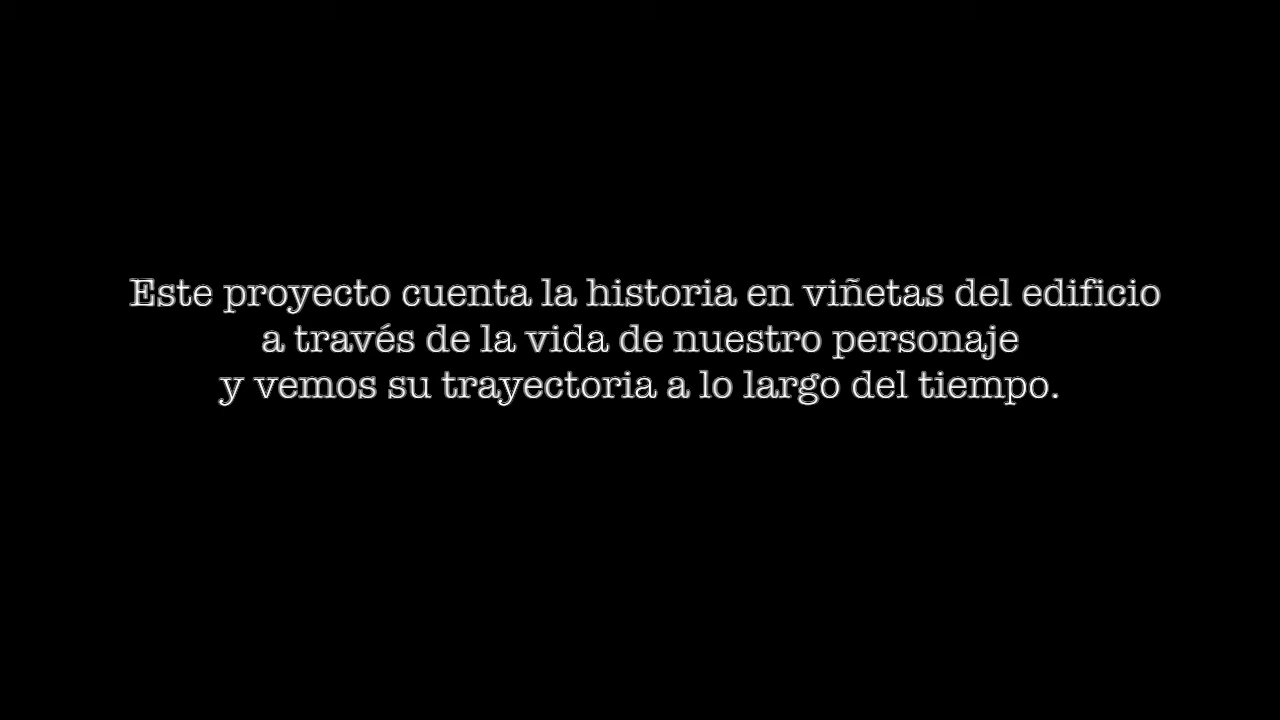 Este proyecto cuenta la historia en viñetas del edificio
a través de la vida de nuestro personaje
y vemos su trayectoria a lo largo del tiempo.